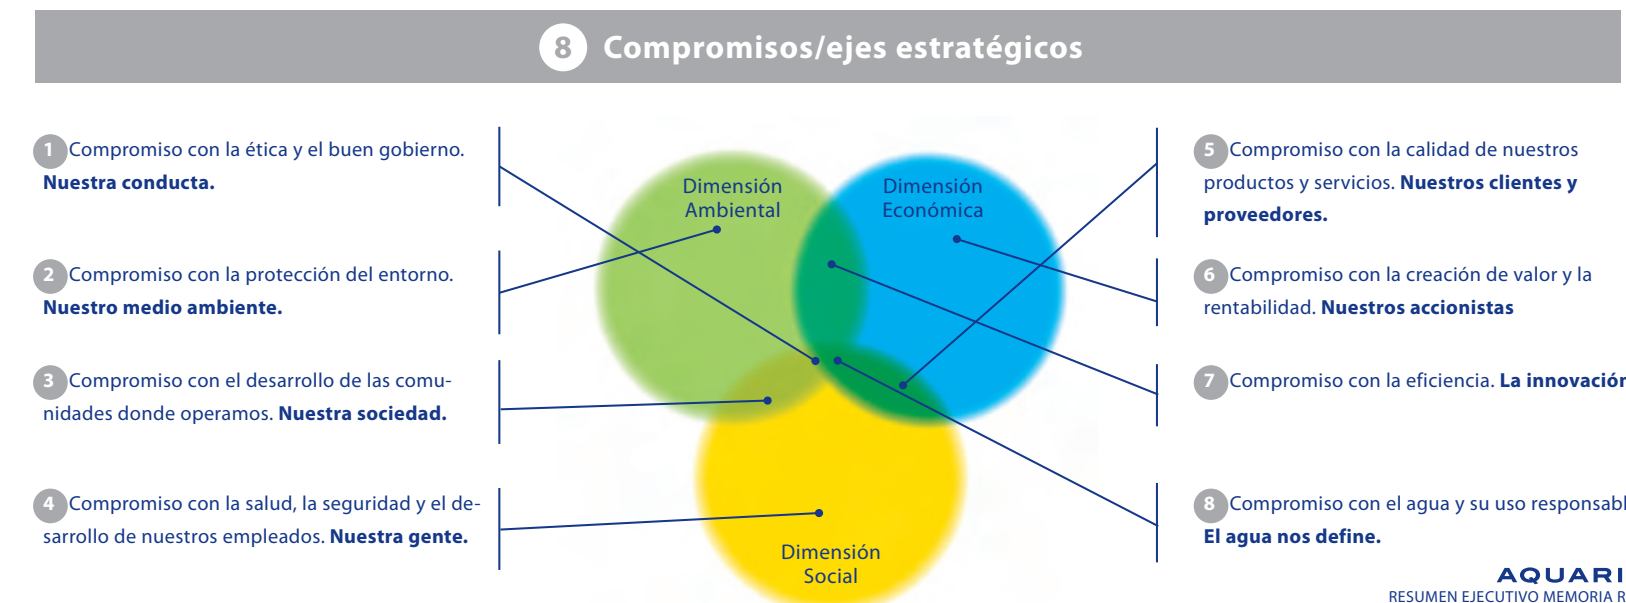 8 Compromisos/ejes estratégicos
1 Compromiso con la ética y el buen gobierno.
Nuestra conducta.
2 Compromiso con la protección del entorno.
Nuestro medio ambiente.
3 Compromiso con el desarrollo de las comu-
nidades donde operamos. Nuestra sociedad.
4 Compromiso con la salud, la seguridad y el de-
sarrollo de nuestros empleados. Nuestra gente.
Dimensión
Ambiental
Dimensión
Económica
Dimensión
Social
5 Compromiso con la calidad de nuestros
productos y servicios. Nuestros clientes y
proveedores.
6 Compromiso con la creación de valor y la
rentabilidad. Nuestros accionistas
7 Compromiso con la eficiencia. La innovación
8 Compromiso con el agua y su uso responsabl
El agua nos define.
AQUARI
RESUMEN EJECUTIVO MEMORIA R